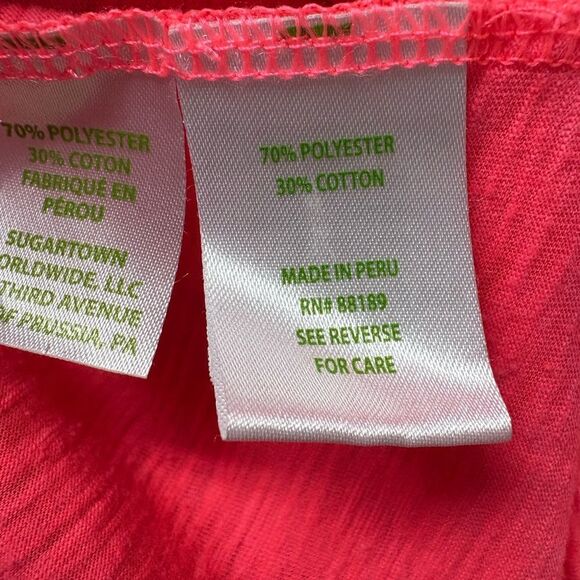 70% POLYESTER
30% COTON
FABRIQUÉ EN
PÉROU
SUGARTOWN
ORLDWIDE, LLC
THIRD AVENUE
OF PRUSSIA, PA
70% POLYESTER
30% COTTON
MADE IN PERU
RN# 88189
SEE REVERSE
FOR CARE